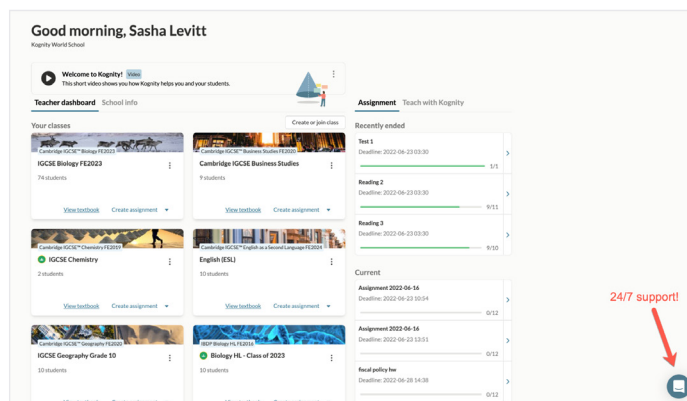 Good morning, Sasha Levitt
Kognity World School
Welcome to Kognity! Video
This short video shows you how Kognity helps you and your students.
Teacher dashboard School info
Assignment Teach with Kognity
Your classes
Create or join class
Cambridge IGCSE™ Biology FE2023
IGCSE Biology FE2023
74 students
View textbook Create assignment
Cambridge IGCSE™ Business Studies FE2020
Cambridge IGCSE Business Studies
9 students
View textbook Create assignment
Cambridge IGCSE™ Chemistry FE2019
IGCSE Chemistry
2 students
View textbook Create assignment
Cambridge IGCSE™ English as a Second Language FE2024
English (ESL)
10 students
View textbook Create assignment
Cambridge IGCSE™ Geography FE2020
IGCSE Geography Grade 10
10 students
IBDP Biology HL FE2016
Biology HL - Class of 2023
10 students
Recently ended
Test 1
Deadline: 2022-06-23 03:30
1/1
Reading 2
Deadline: 2022-06-23 03:30
9/11
Reading 3
Deadline: 2022-06-23 03:30
9/10
Current
Assignment 2022-06-16
Deadline: 2022-06-23 10:54
0/12
Assignment 2022-06-16
Deadline: 2022-06-23 13:51
0/12
focal policy hw
Deadline: 2022-06-28 14:38
0/12
24/7 support!